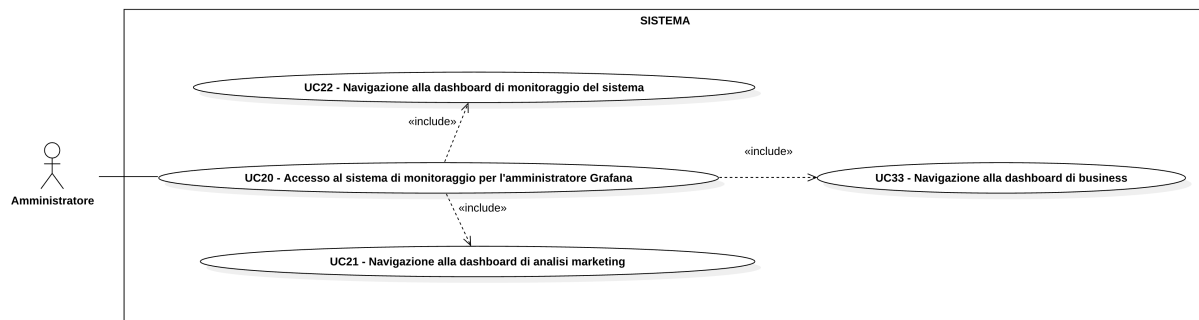 SISTEMA
UC22 - Navigazione alla dashboard di monitoraggio del sistema
«include»
«include»
UC20 - Accesso al sistema di monitoraggio per l'amministratore Grafana
UC33 - Navigazione alla dashboard di business
Amministratore
«include»
UC21 - Navigazione alla dashboard di analisi marketing